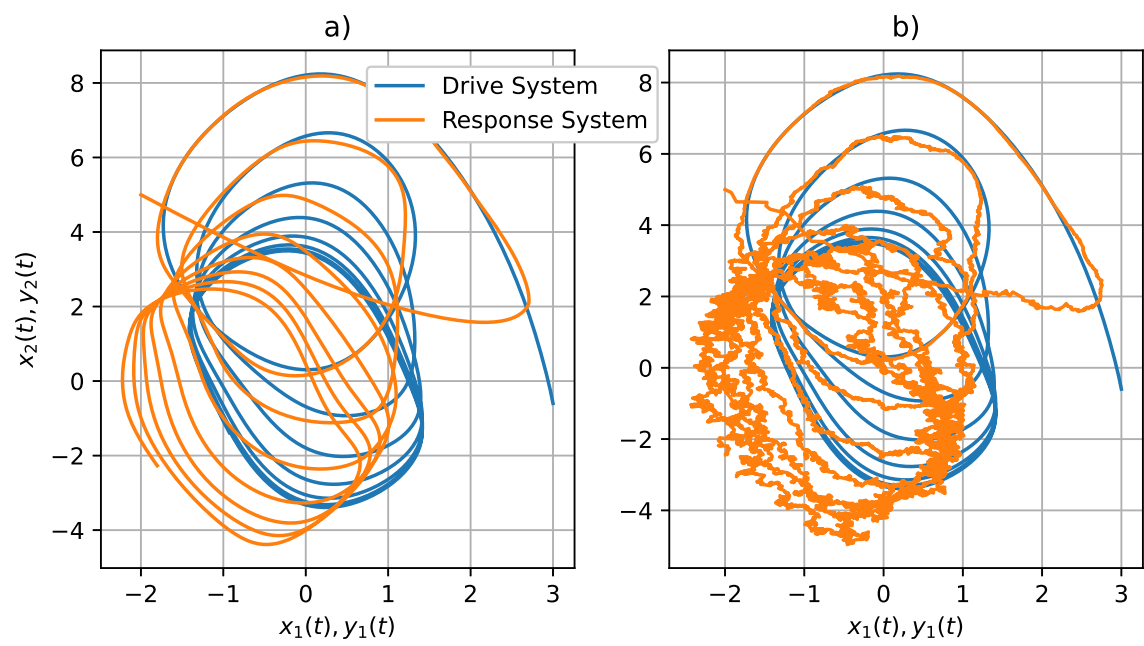 a)
b)
Drive System
Response System
8
6
4
2
0
−2
−4
x₂(t), y₂(t)
−2 −1 0 1 2 3
x₁(t), y₁(t)
8
6
4
2
0
−2
−4
−2 −1 0 1 2 3
x₁(t), y₁(t)